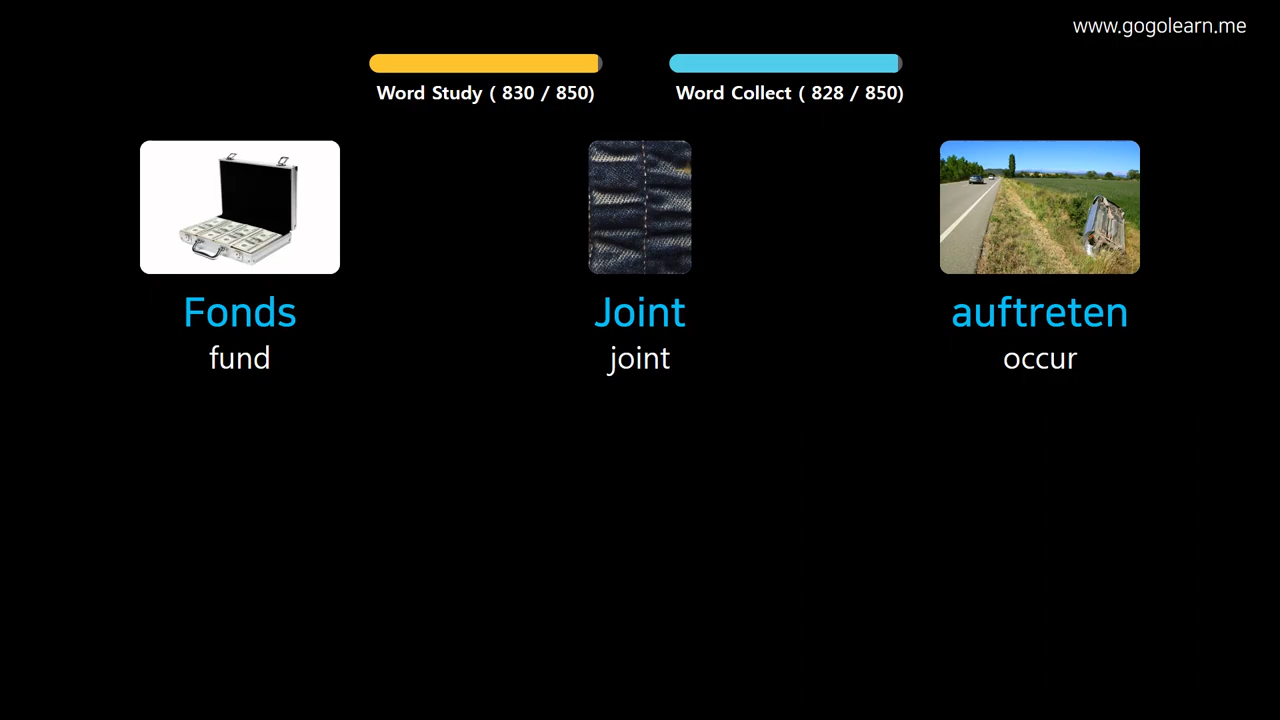 www.gogolearn.me
Word Study ( 830 / 850)
Word Collect ( 828 / 850)
Fonds
fund
Joint
joint
auftreten
occur